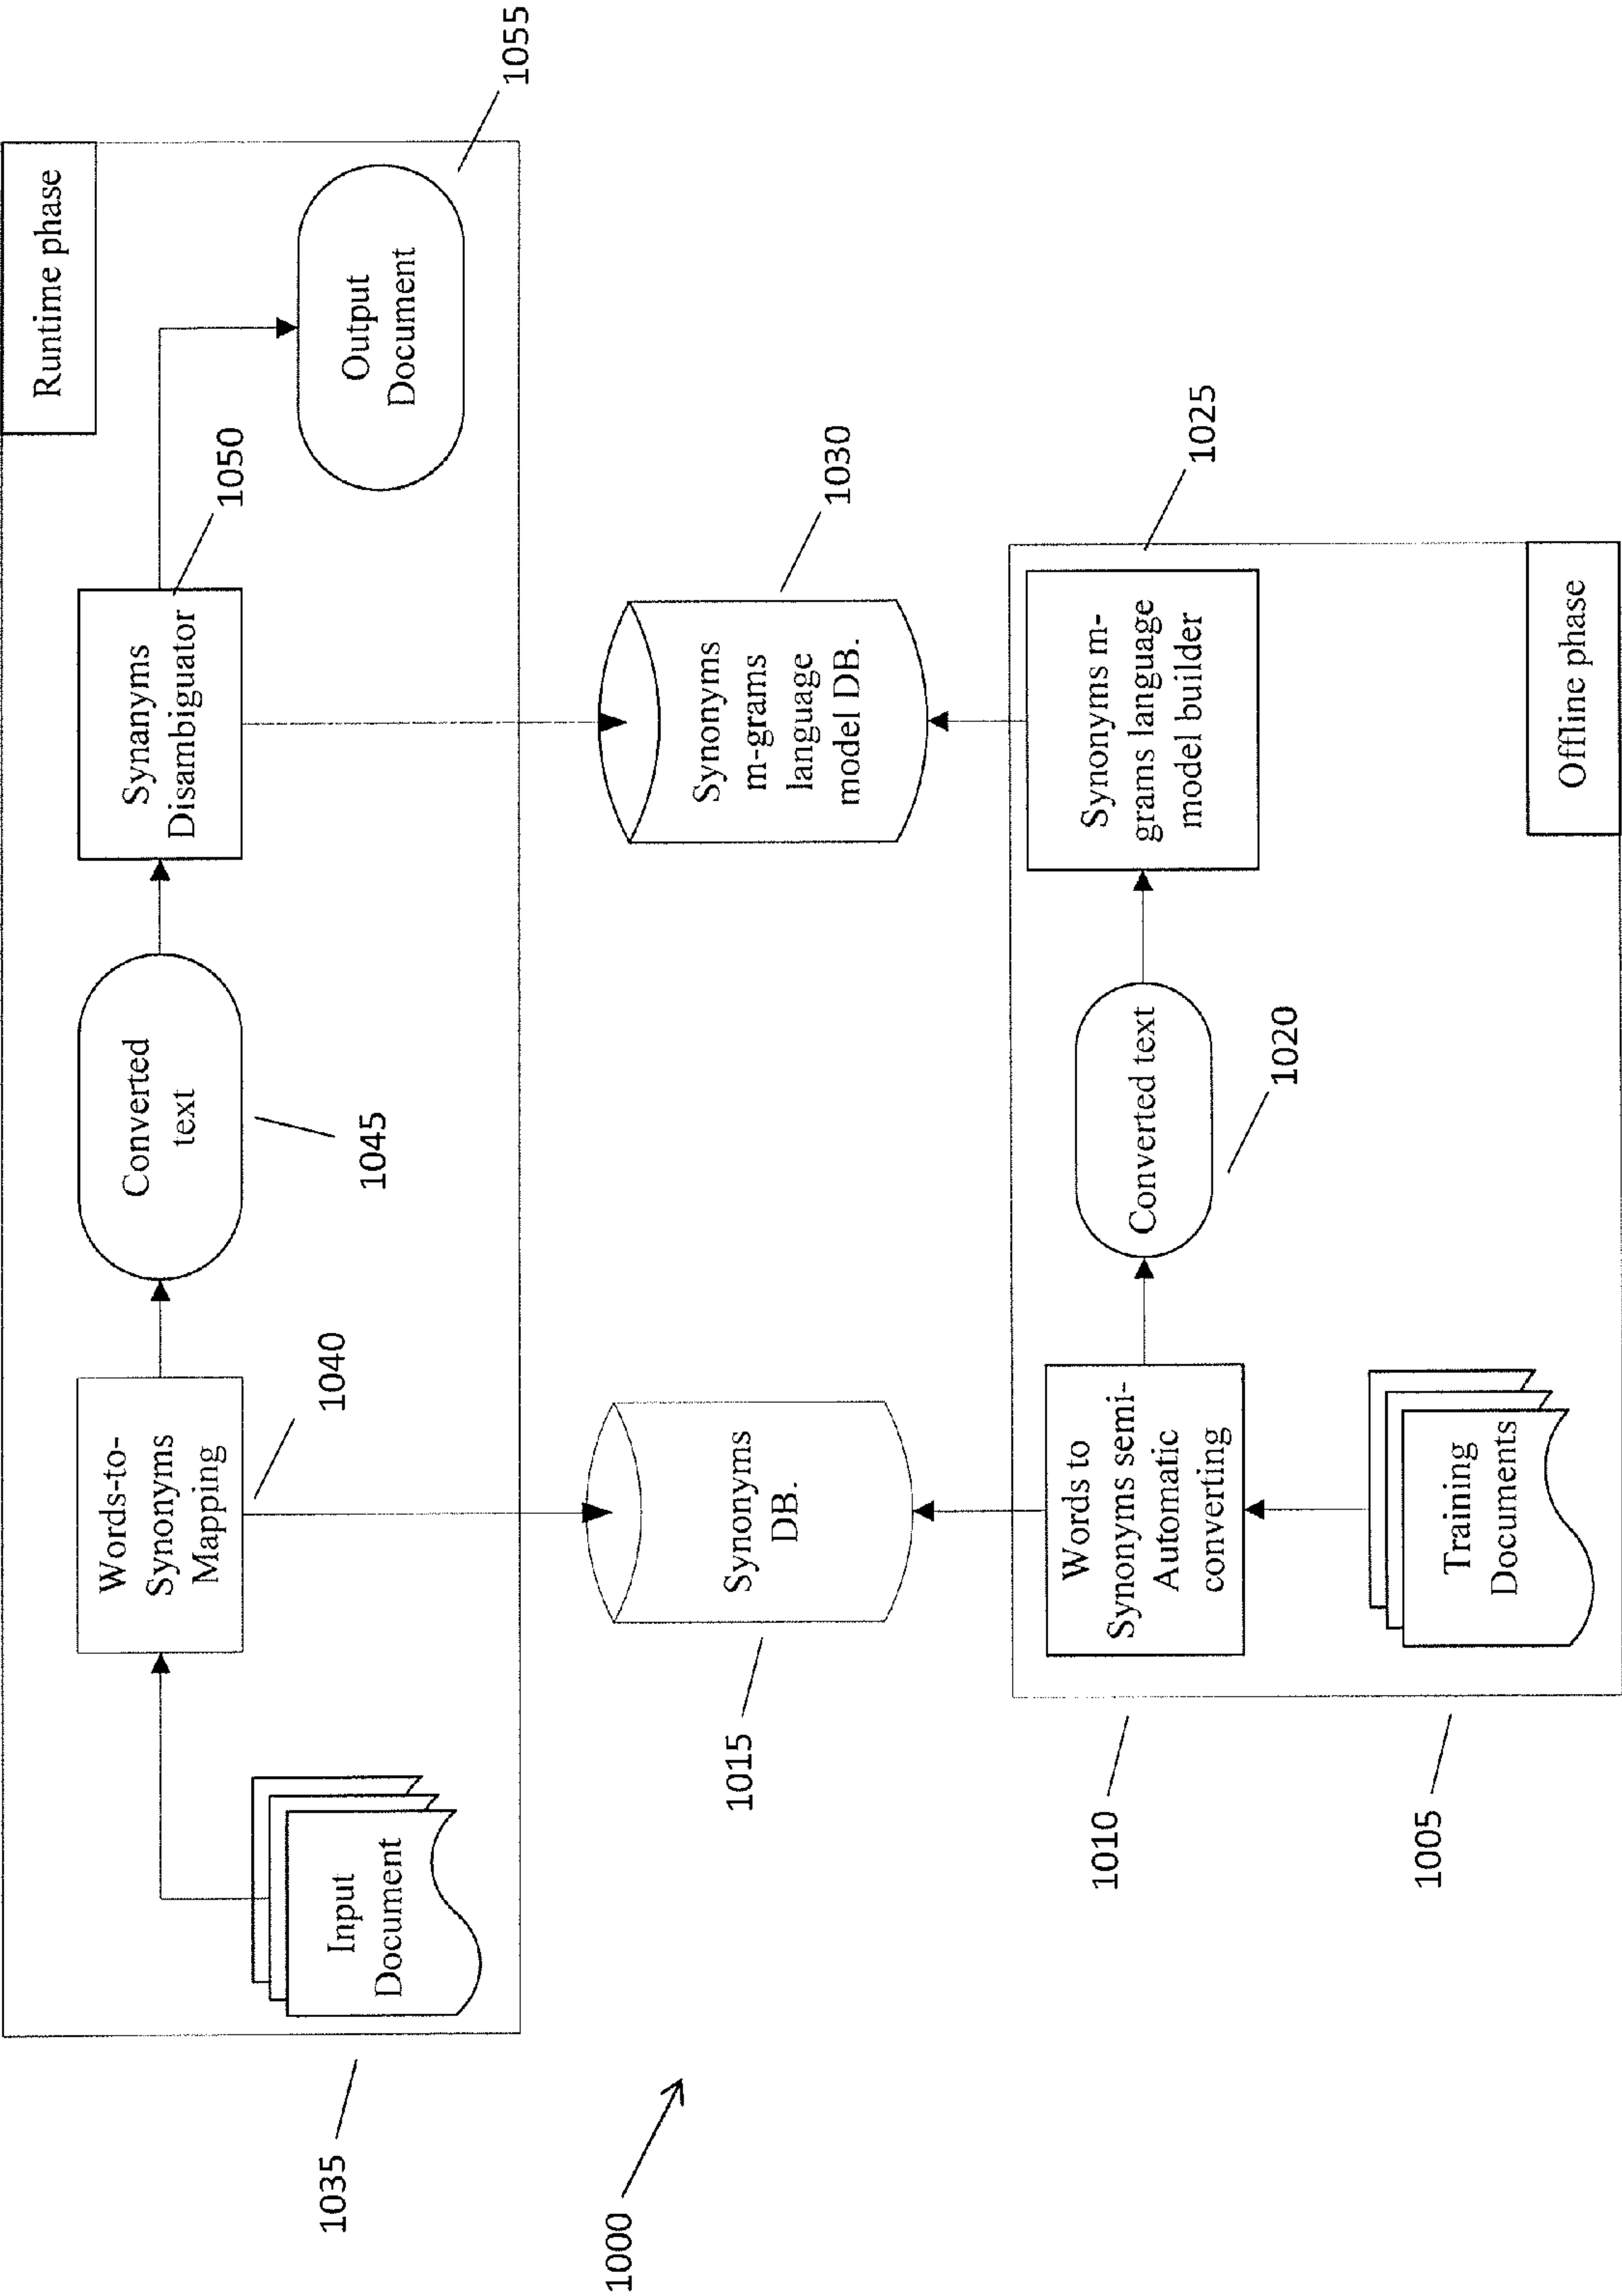 Runtime phase
1055
1050
Synanyms
Disambiguator
Output
Document
Converted
text
1045
Words-to-
Synonyms
Mapping
1040
Input
Document
1035
1030
Synonyms
m-grams
language
model DB.
Synonyms
DB.
1015
1000
1025
Synonyms m-
grams language
model builder
Converted text
1020
Words to
Synonyms semi-
Automatic
converting
1010
Training
Documents
1005
Offline phase